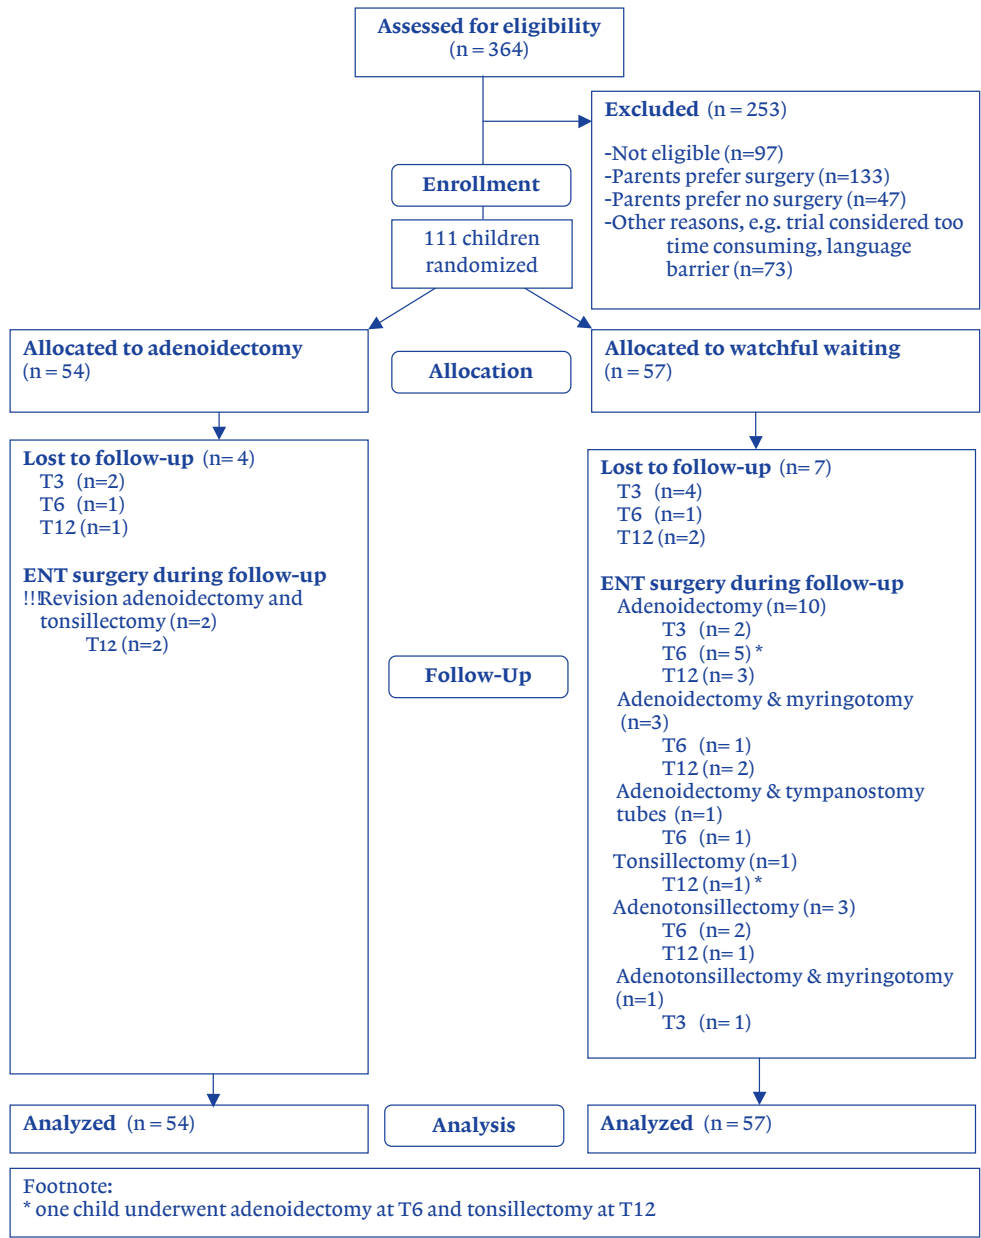 Assessed for eligibility
(n = 364)
Excluded (n = 253)
-Not eligible (n=97)
-Parents prefer surgery (n=133)
-Parents prefer no surgery (n=47)
-Other reasons, e.g. trial considered too
time consuming, language
barrier (n=73)
Enrollment
111 children
randomized
Allocated to adenoidectomy
(n = 54)
Allocation
Allocated to watchful waiting
(n = 57)
Lost to follow-up (n= 4)
T3 (n=2)
T6 (n=1)
T12 (n=1)
ENT surgery during follow-up
!!!Revision adenoidectomy and
tonsillectomy (n=2)
T12 (n=2)
Follow-Up
Lost to follow-up (n= 7)
T3 (n=4)
T6 (n=1)
T12 (n=2)
ENT surgery during follow-up
Adenoidectomy (n=10)
T3 (n= 2)
T6 (n= 5) *
T12 (n= 3)
Adenoidectomy & myringotomy
(n=3)
T6 (n= 1)
T12 (n= 2)
Adenoidectomy & tympanostomy
tubes (n=1)
T6 (n= 1)
Tonsillectomy (n=1)
T12 (n=1) *
Adenotonsillectomy (n= 3)
T6 (n= 2)
T12 (n= 1)
Adenotonsillectomy & myringotomy
(n=1)
T3 (n= 1)
Analyzed (n = 54)
Analysis
Analyzed (n = 57)
Footnote:
* one child underwent adenoidectomy at T6 and tonsillectomy at T12